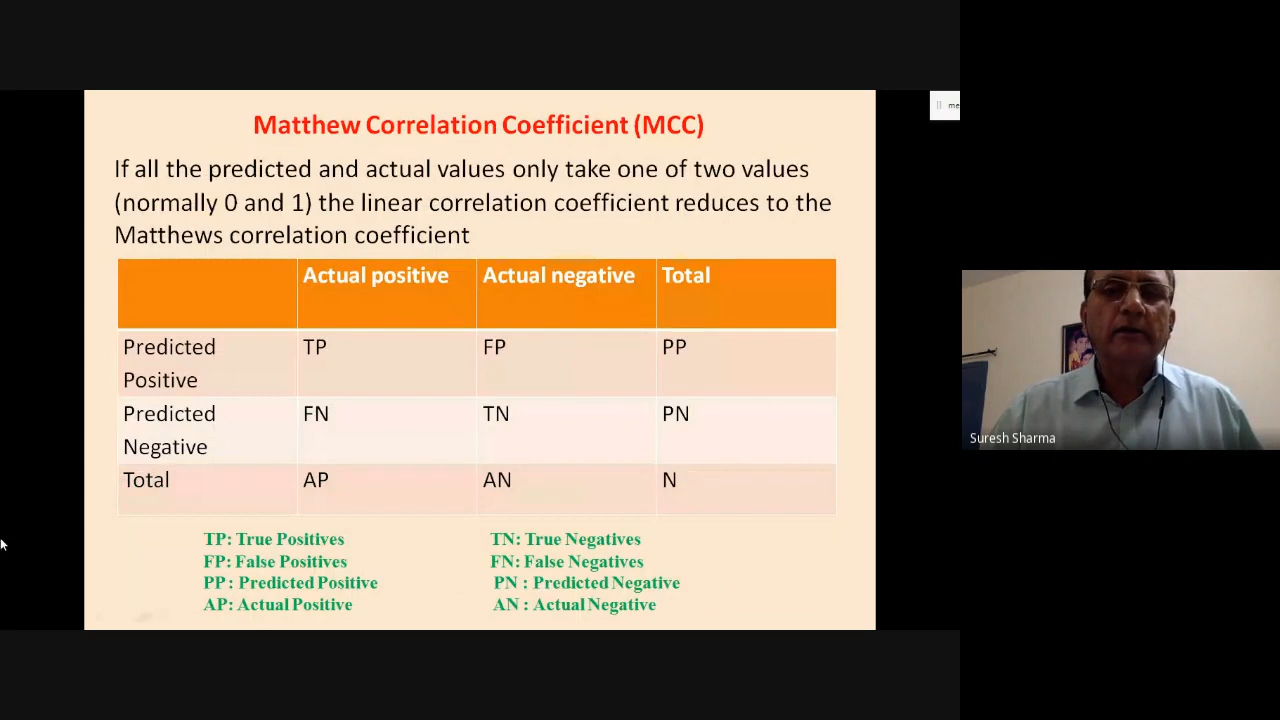 Matthew Correlation Coefficient (MCC)
If all the predicted and actual values only take one of two values
(normally 0 and 1) the linear correlation coefficient reduces to the
Matthews correlation coefficient
Actual positive Actual negative Total
Predicted Positive TP FP PP
Predicted Negative FN TN PN
Total AP AN N
TP: True Positives TN: True Negatives
FP: False Positives FN: False Negatives
PP : Predicted Positive PN : Predicted Negative
AP: Actual Positive AN : Actual Negative
me
Suresh Sharma